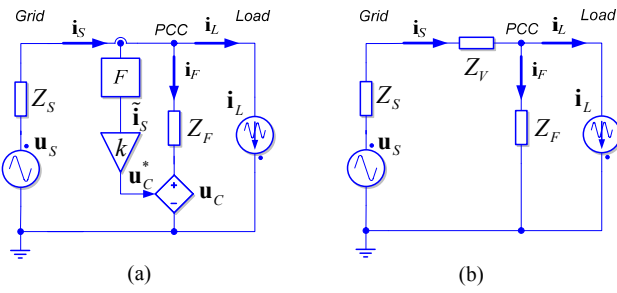 Grid
Load
i_S
PCC
i_L
F
i_F
Z_S
ĩ_S
Z_F
i_L
u_S
k
u_C^*
+
−
u_C
(a)
Grid
Load
i_S
PCC
i_L
Z_V
i_F
Z_S
Z_F
i_L
u_S
(b)